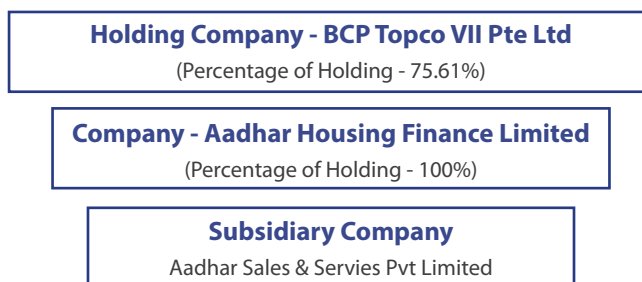 Holding Company - BCP Topco VII Pte Ltd
(Percentage of Holding - 75.61%)
Company - Aadhar Housing Finance Limited
(Percentage of Holding - 100%)
Subsidiary Company
Aadhar Sales & Servies Pvt Limited